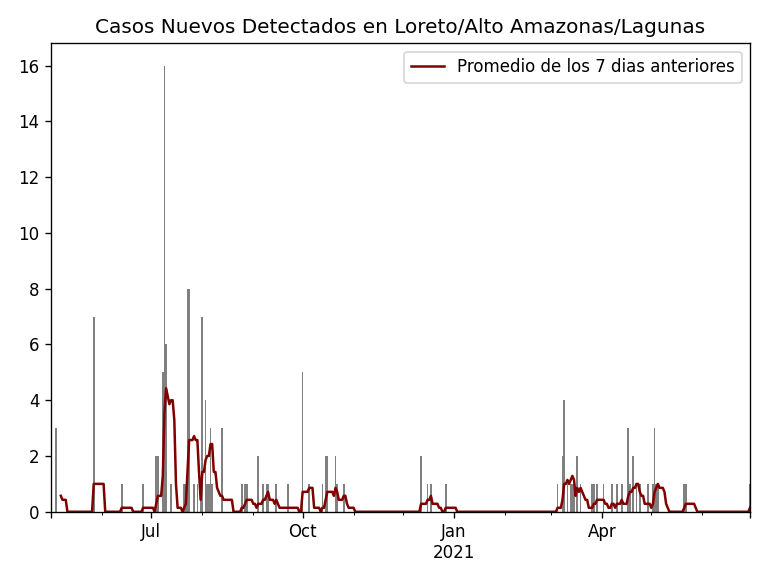 Casos Nuevos Detectados en Loreto/Alto Amazonas/Lagunas
Promedio de los 7 dias anteriores
16
14
12
10
8
6
4
2
0
Jul
Oct
Jan
2021
Apr